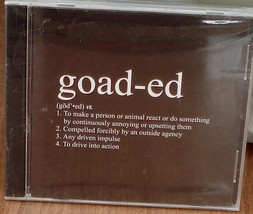 goad-ed
(gōd'•ed) vt.
1. To make a person or animal react or do something
by continuously annoying or upsetting them
2. Compelled forcibly by an outside agency
3. Any driven impulse
4. To drive into action